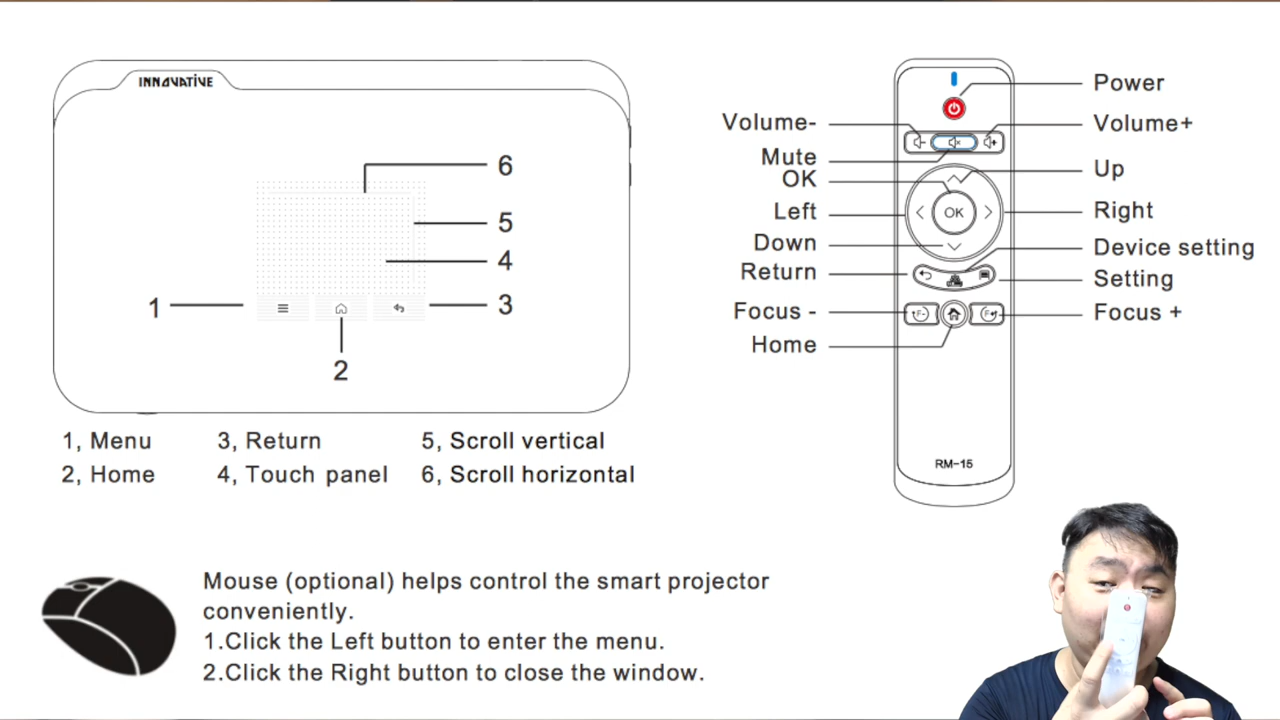 INNOVATIVE
6
5
4
1
3
2
1, Menu
3, Return
5, Scroll vertical
2, Home
4, Touch panel
6, Scroll horizontal
Power
Volume-
Volume+
Mute
OK
Up
Left
OK
Right
Down
Device setting
Return
Setting
Focus -
F-
F+
Focus +
Home
RM-15
Mouse (optional) helps control the smart projector
conveniently.
1.Click the Left button to enter the menu.
2.Click the Right button to close the window.